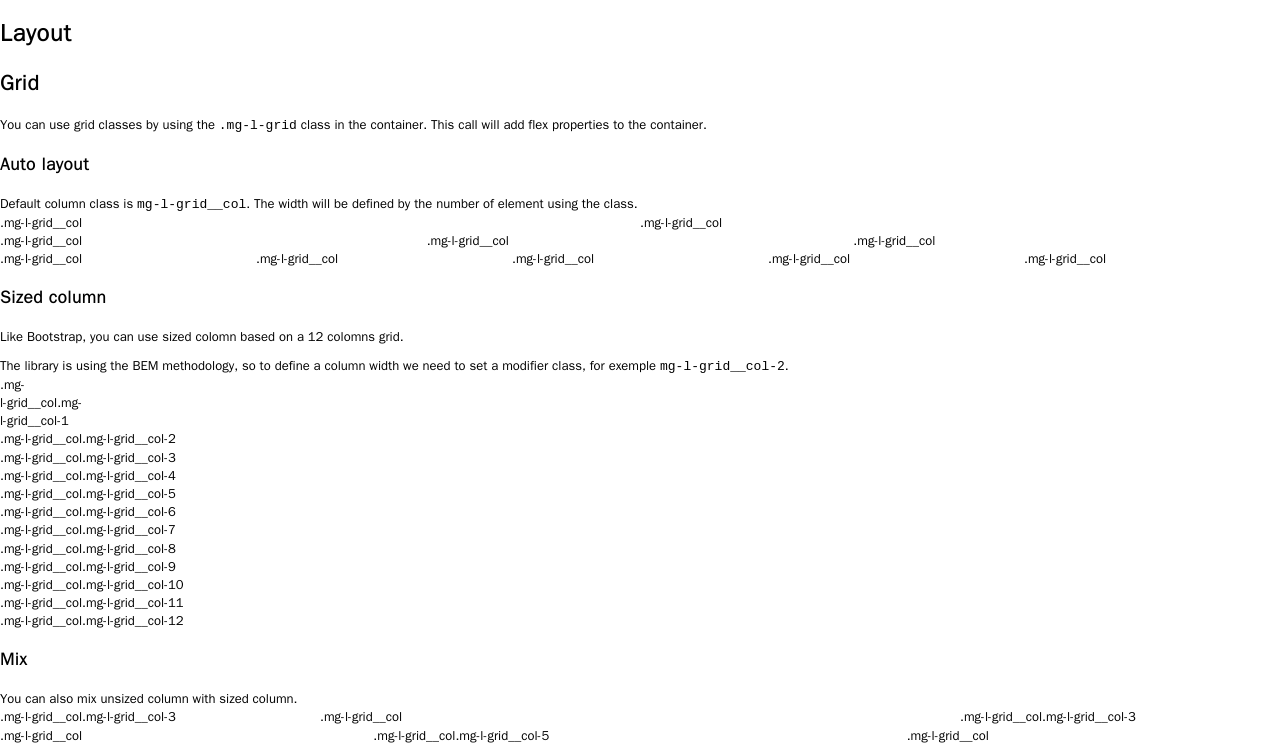 Layout
Grid
You can use grid classes by using the .mg-l-grid class in the container. This call will add flex properties to the container.
Auto layout
Default column class is mg-l-grid__col. The width will be defined by the number of element using the class.
.mg-l-grid__col .mg-l-grid__col
.mg-l-grid__col .mg-l-grid__col .mg-l-grid__col
.mg-l-grid__col .mg-l-grid__col .mg-l-grid__col .mg-l-grid__col .mg-l-grid__col
Sized column
Like Bootstrap, you can use sized colomn based on a 12 colomns grid.
The library is using the BEM methodology, so to define a column width we need to set a modifier class, for exemple mg-l-grid__col-2.
.mg-
l-grid__col.mg-
l-grid__col-1
.mg-l-grid__col.mg-l-grid__col-2
.mg-l-grid__col.mg-l-grid__col-3
.mg-l-grid__col.mg-l-grid__col-4
.mg-l-grid__col.mg-l-grid__col-5
.mg-l-grid__col.mg-l-grid__col-6
.mg-l-grid__col.mg-l-grid__col-7
.mg-l-grid__col.mg-l-grid__col-8
.mg-l-grid__col.mg-l-grid__col-9
.mg-l-grid__col.mg-l-grid__col-10
.mg-l-grid__col.mg-l-grid__col-11
.mg-l-grid__col.mg-l-grid__col-12
Mix
You can also mix unsized column with sized column.
.mg-l-grid__col.mg-l-grid__col-3 .mg-l-grid__col .mg-l-grid__col.mg-l-grid__col-3
.mg-l-grid__col .mg-l-grid__col.mg-l-grid__col-5 .mg-l-grid__col